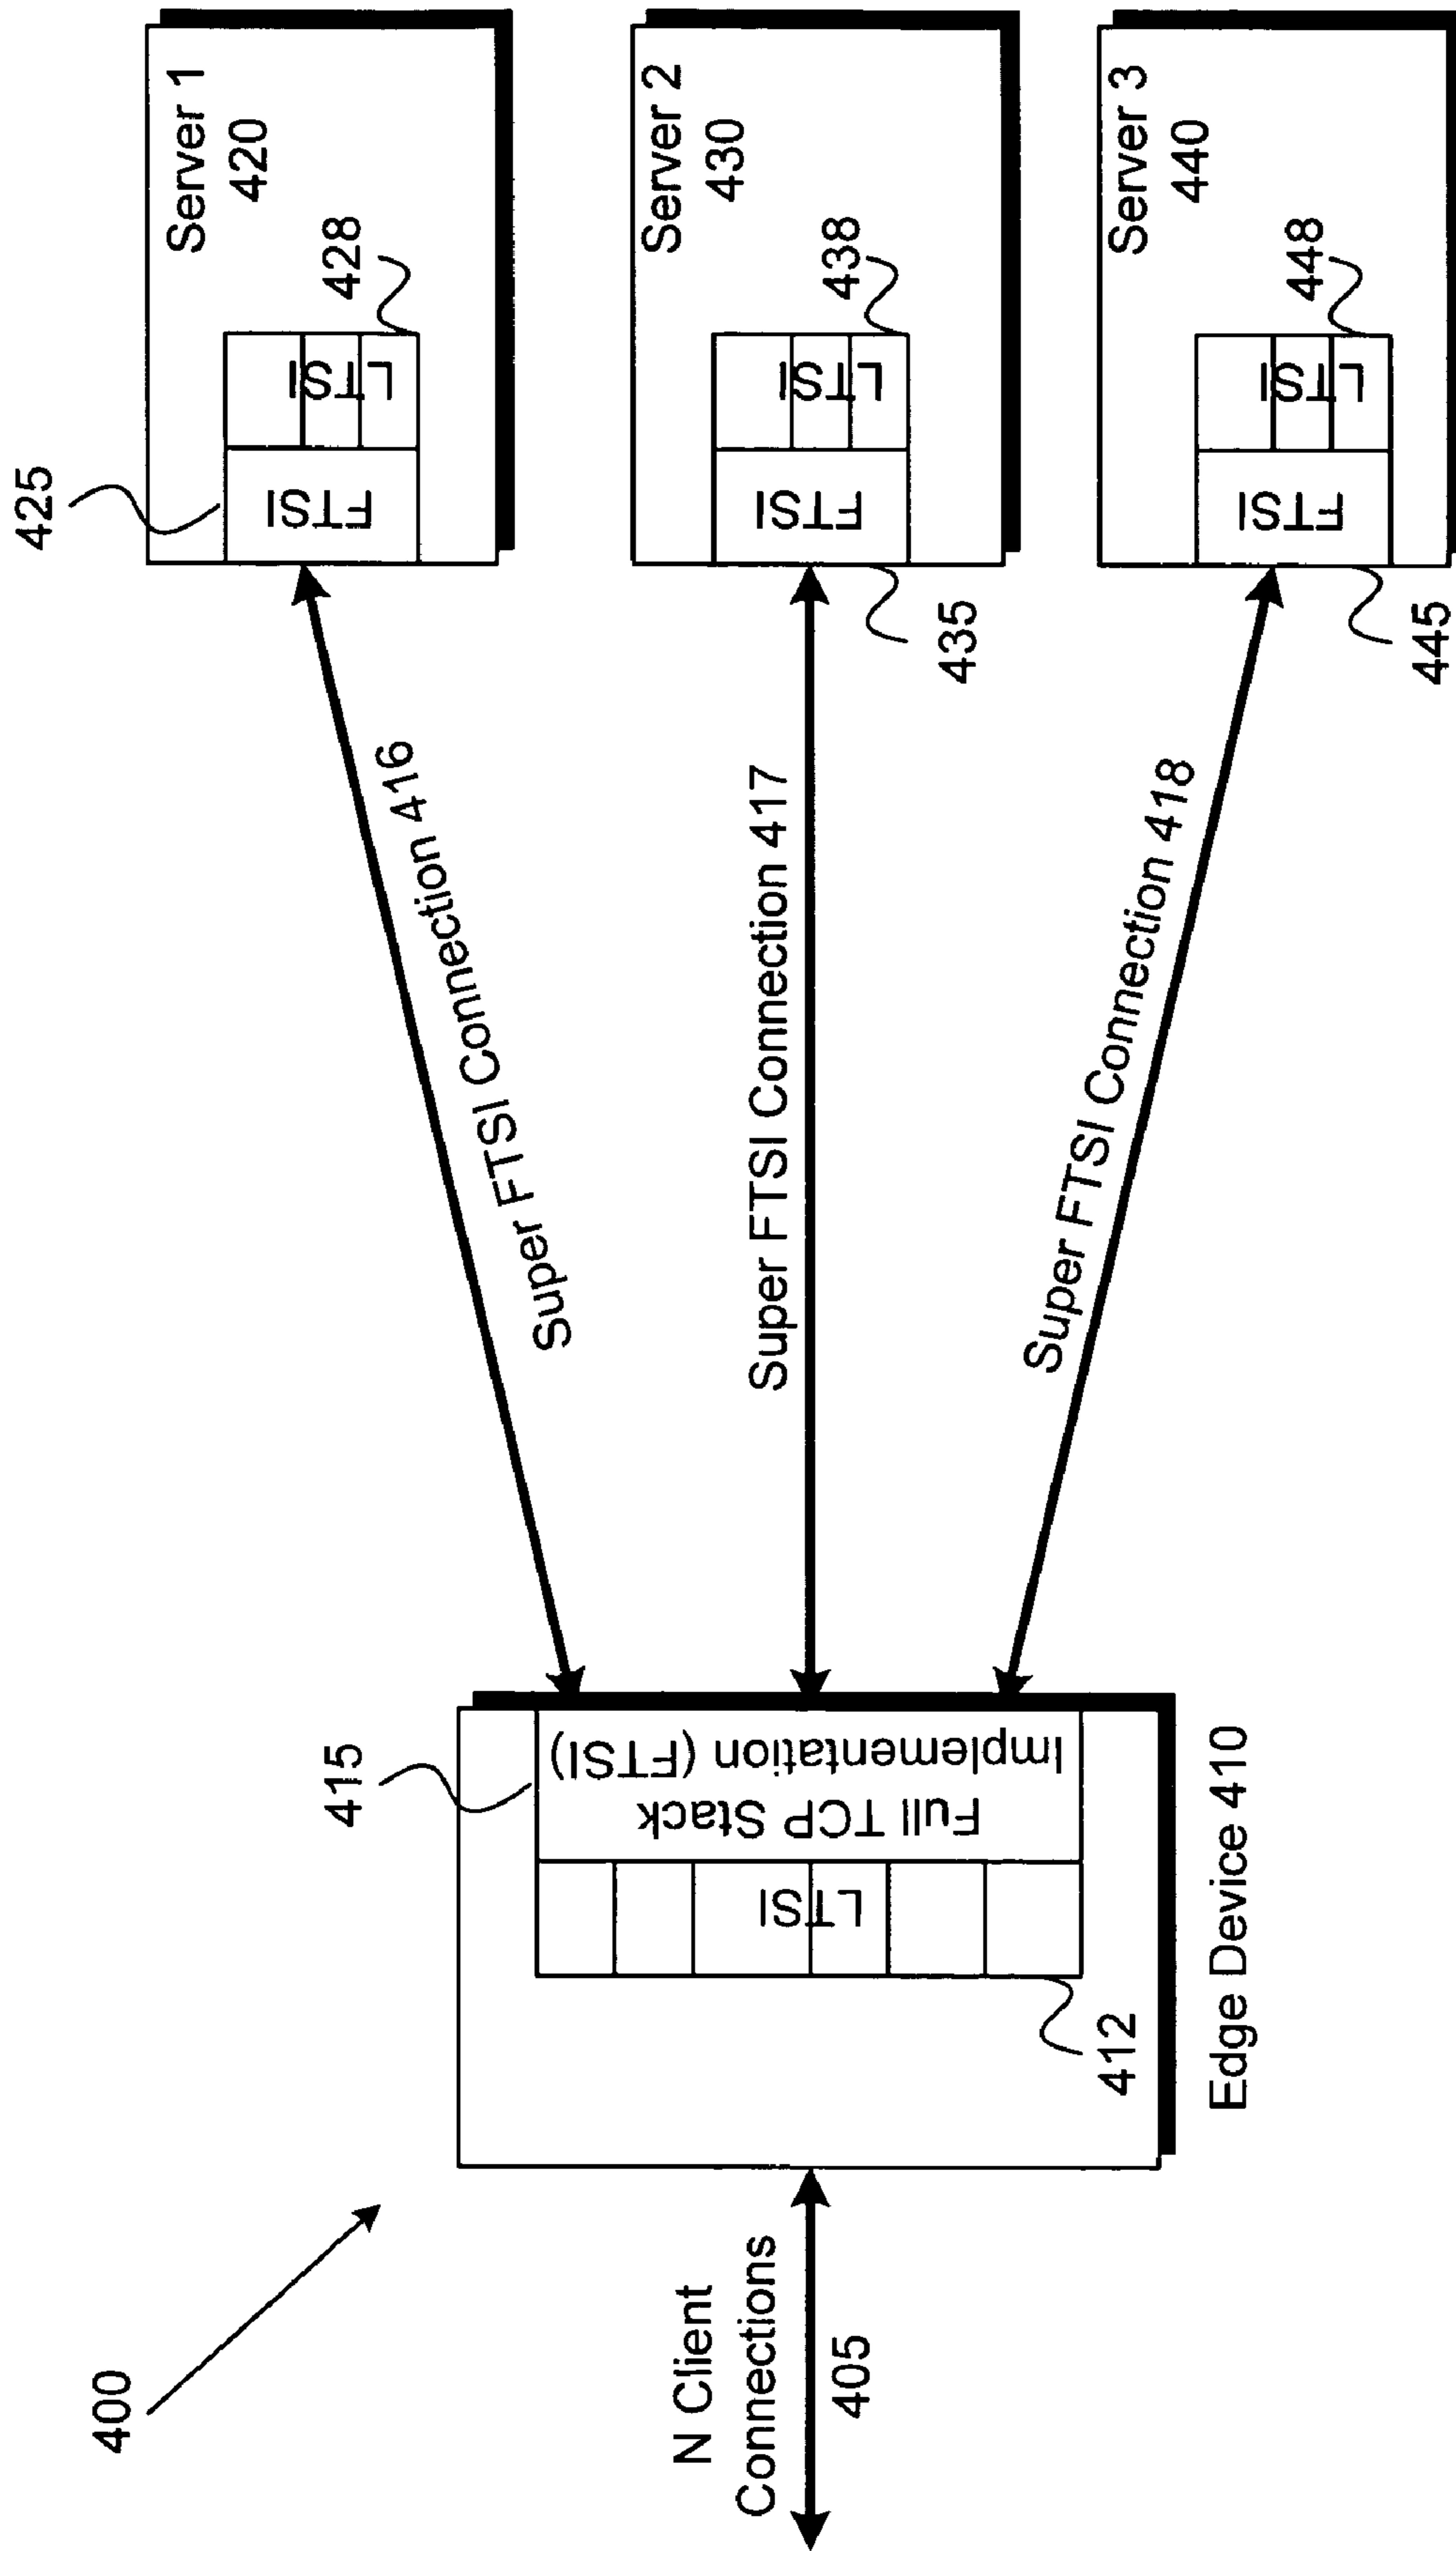 400
N Client
Connections
405
Edge Device 410
412
LTSI
415
Full TCP Stack
Implementation (FTSI)
Super FTSI Connection 416
Super FTSI Connection 417
Super FTSI Connection 418
Server 1
420
425
FTSI
LTSI
428
Server 2
430
435
FTSI
LTSI
438
Server 3
440
445
FTSI
LTSI
448